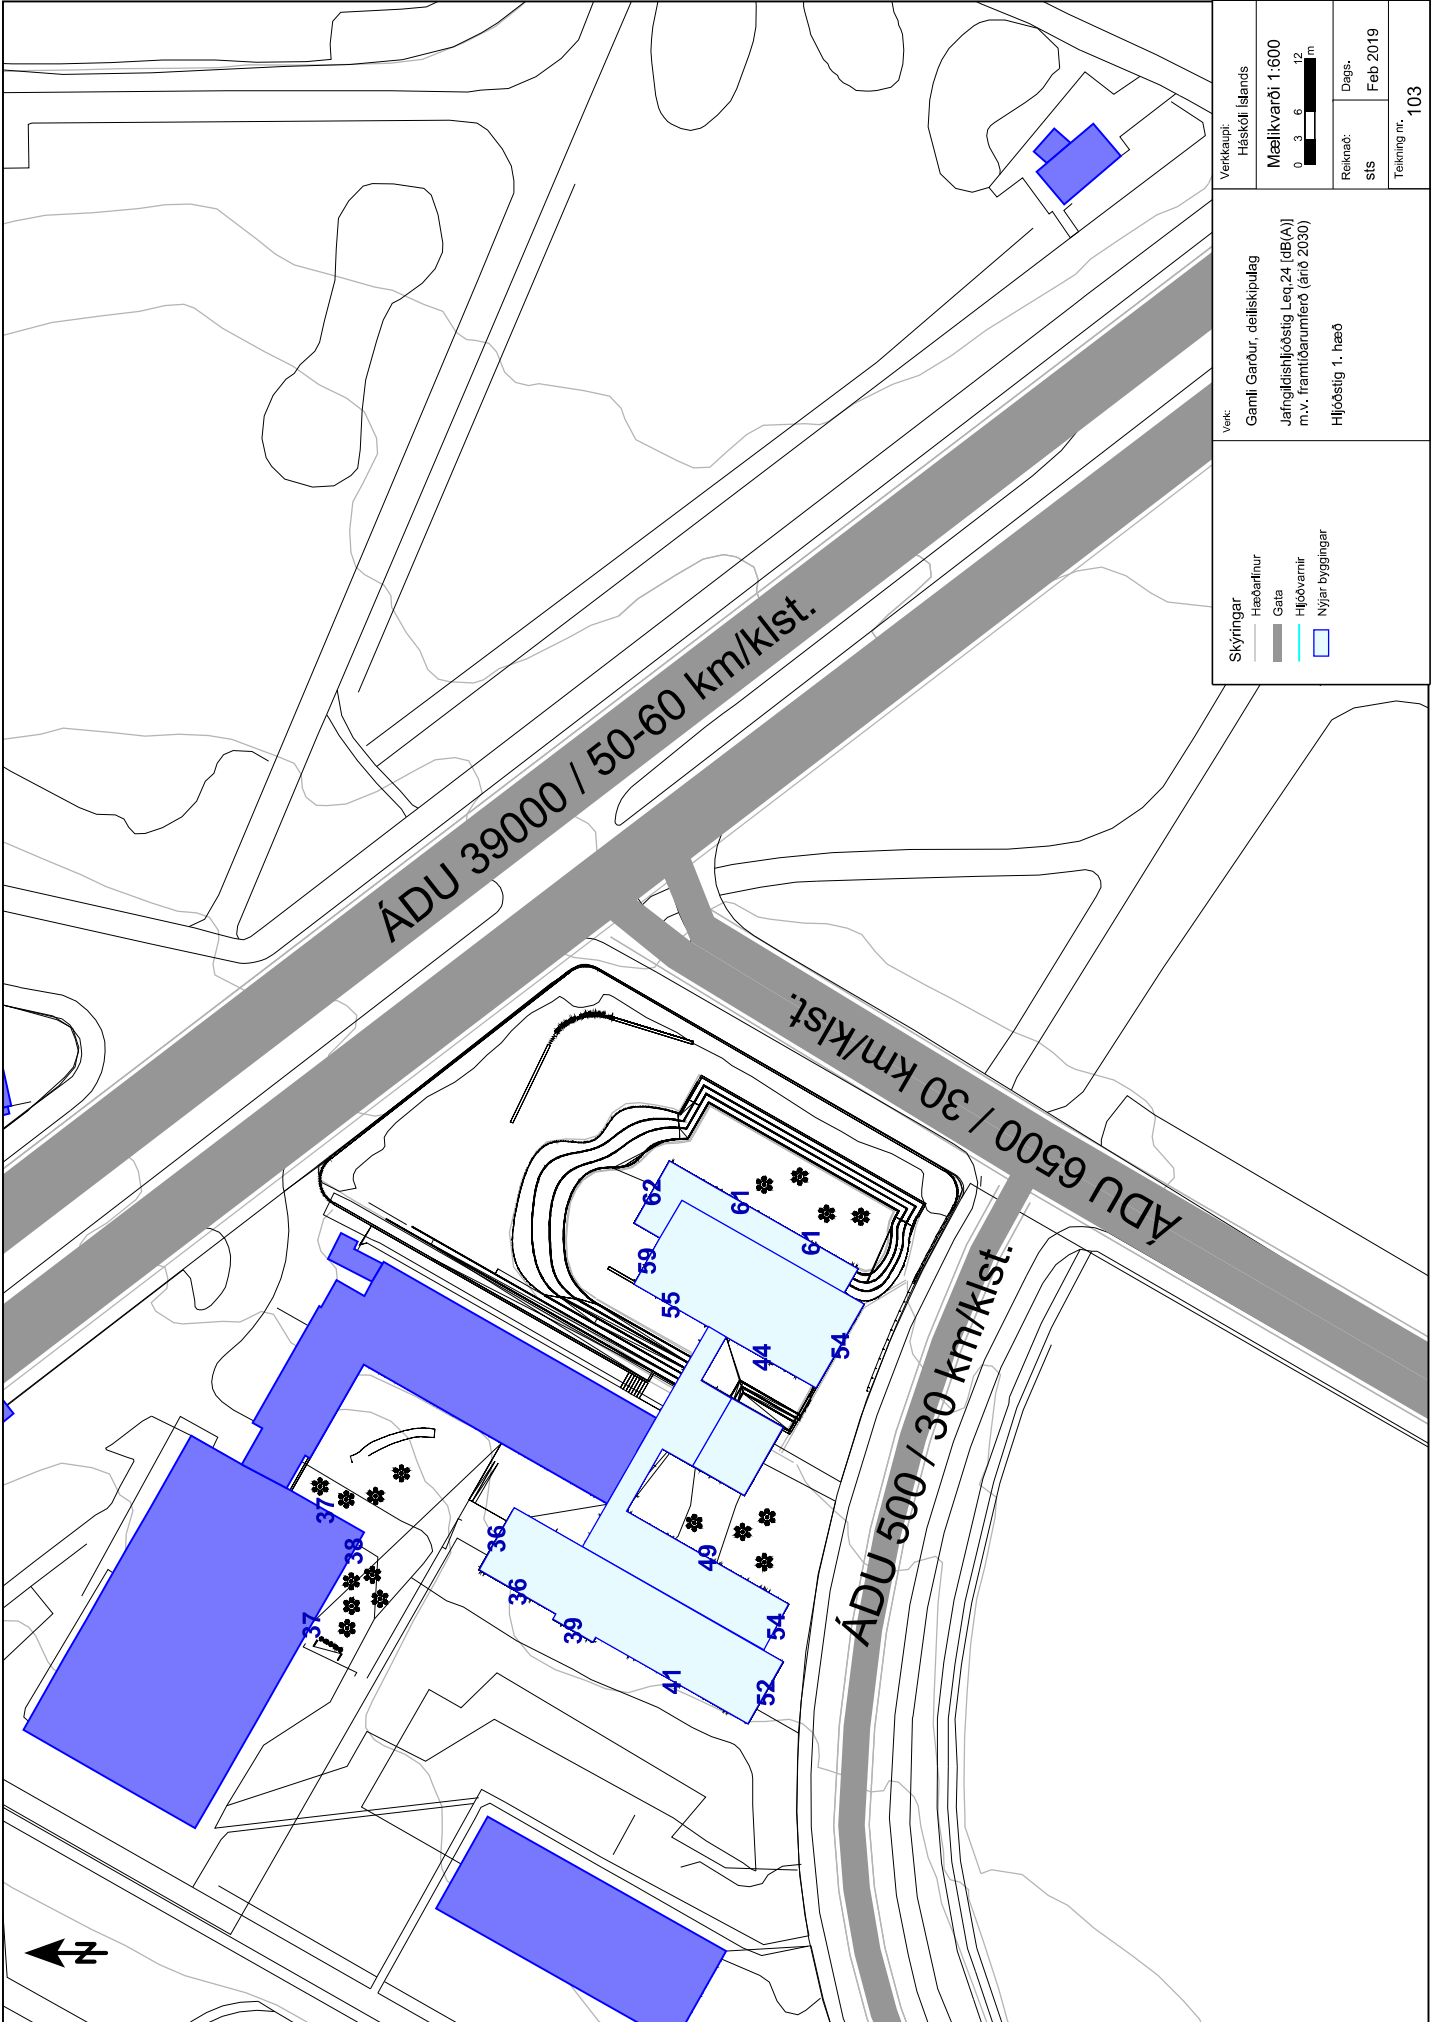 ÁDU 39000 / 50-60 km/klst.
ÁDU 6500 / 30 km/klst.
ÁDU 500 / 30 km/klst.
62
61
61
59
55
44
54
37
38
37
36
36
39
41
52
54
49
N
Skýringar
Hæðarlínur
Gata
Hljóðvarnir
Nýjar byggingar
Verk:
Gamli Garður, deiliskipulag
Jafngildishljóðstig Leq,24 [dB(A)]
m.v. framtíðarumferð (árið 2030)
Hljóðstig 1. hæð
Verkkaupi:
Háskóli Íslands
Mælikvarði 1:600
0 3 6 12
m
Reiknað:
sts
Dags.
Feb 2019
Teikning nr.
103